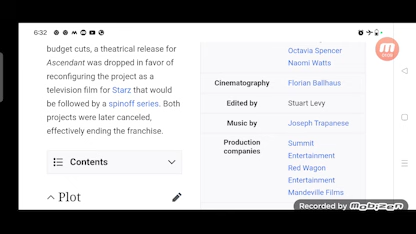 6:32
budget cuts, a theatrical release for
Ascendant was dropped in favor of
reconfiguring the project as a
television film for Starz that would
be followed by a spinoff series. Both
projects were later canceled,
effectively ending the franchise.
Contents
Plot
Octavia Spencer
Naomi Watts
Cinematography Florian Ballhaus
Edited by Stuart Levy
Music by Joseph Trapanese
Production
companies
Summit
Entertainment
Red Wagon
Entertainment
Mandeville Films
Recorded by Mobizen